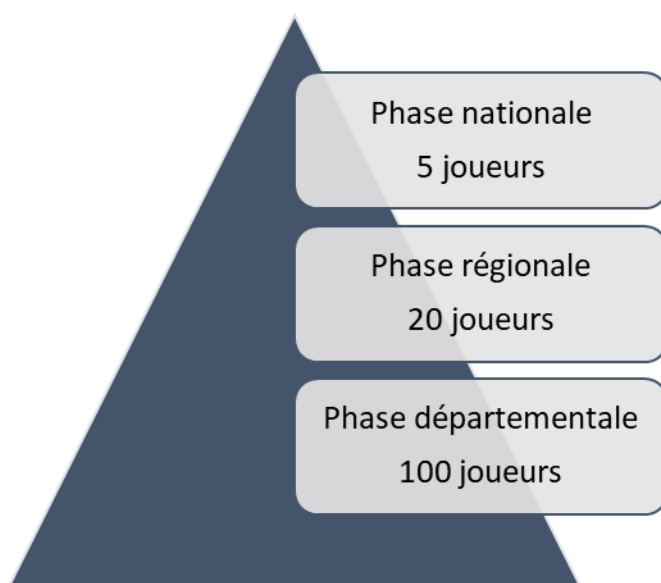 Phase nationale
5 joueurs
Phase régionale
20 joueurs
Phase départementale
100 joueurs